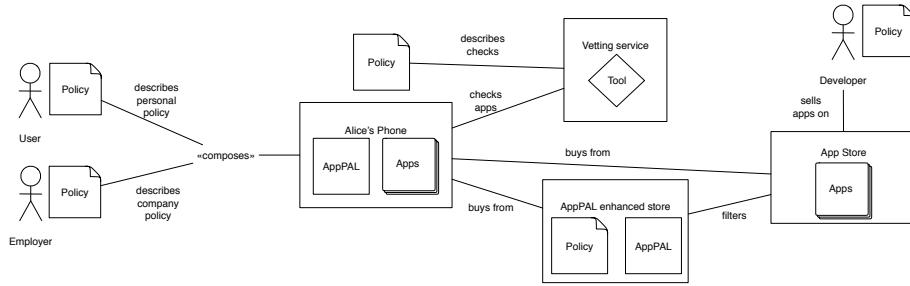 Policy
User
describes
personal
policy
Policy
Employer
describes
company
policy
«composes»
Policy
describes
checks
Vetting service
Tool
checks
apps
Alice's Phone
AppPAL
Apps
buys from
buys from
AppPAL enhanced store
Policy
AppPAL
filters
Policy
Developer
sells
apps on
App Store
Apps